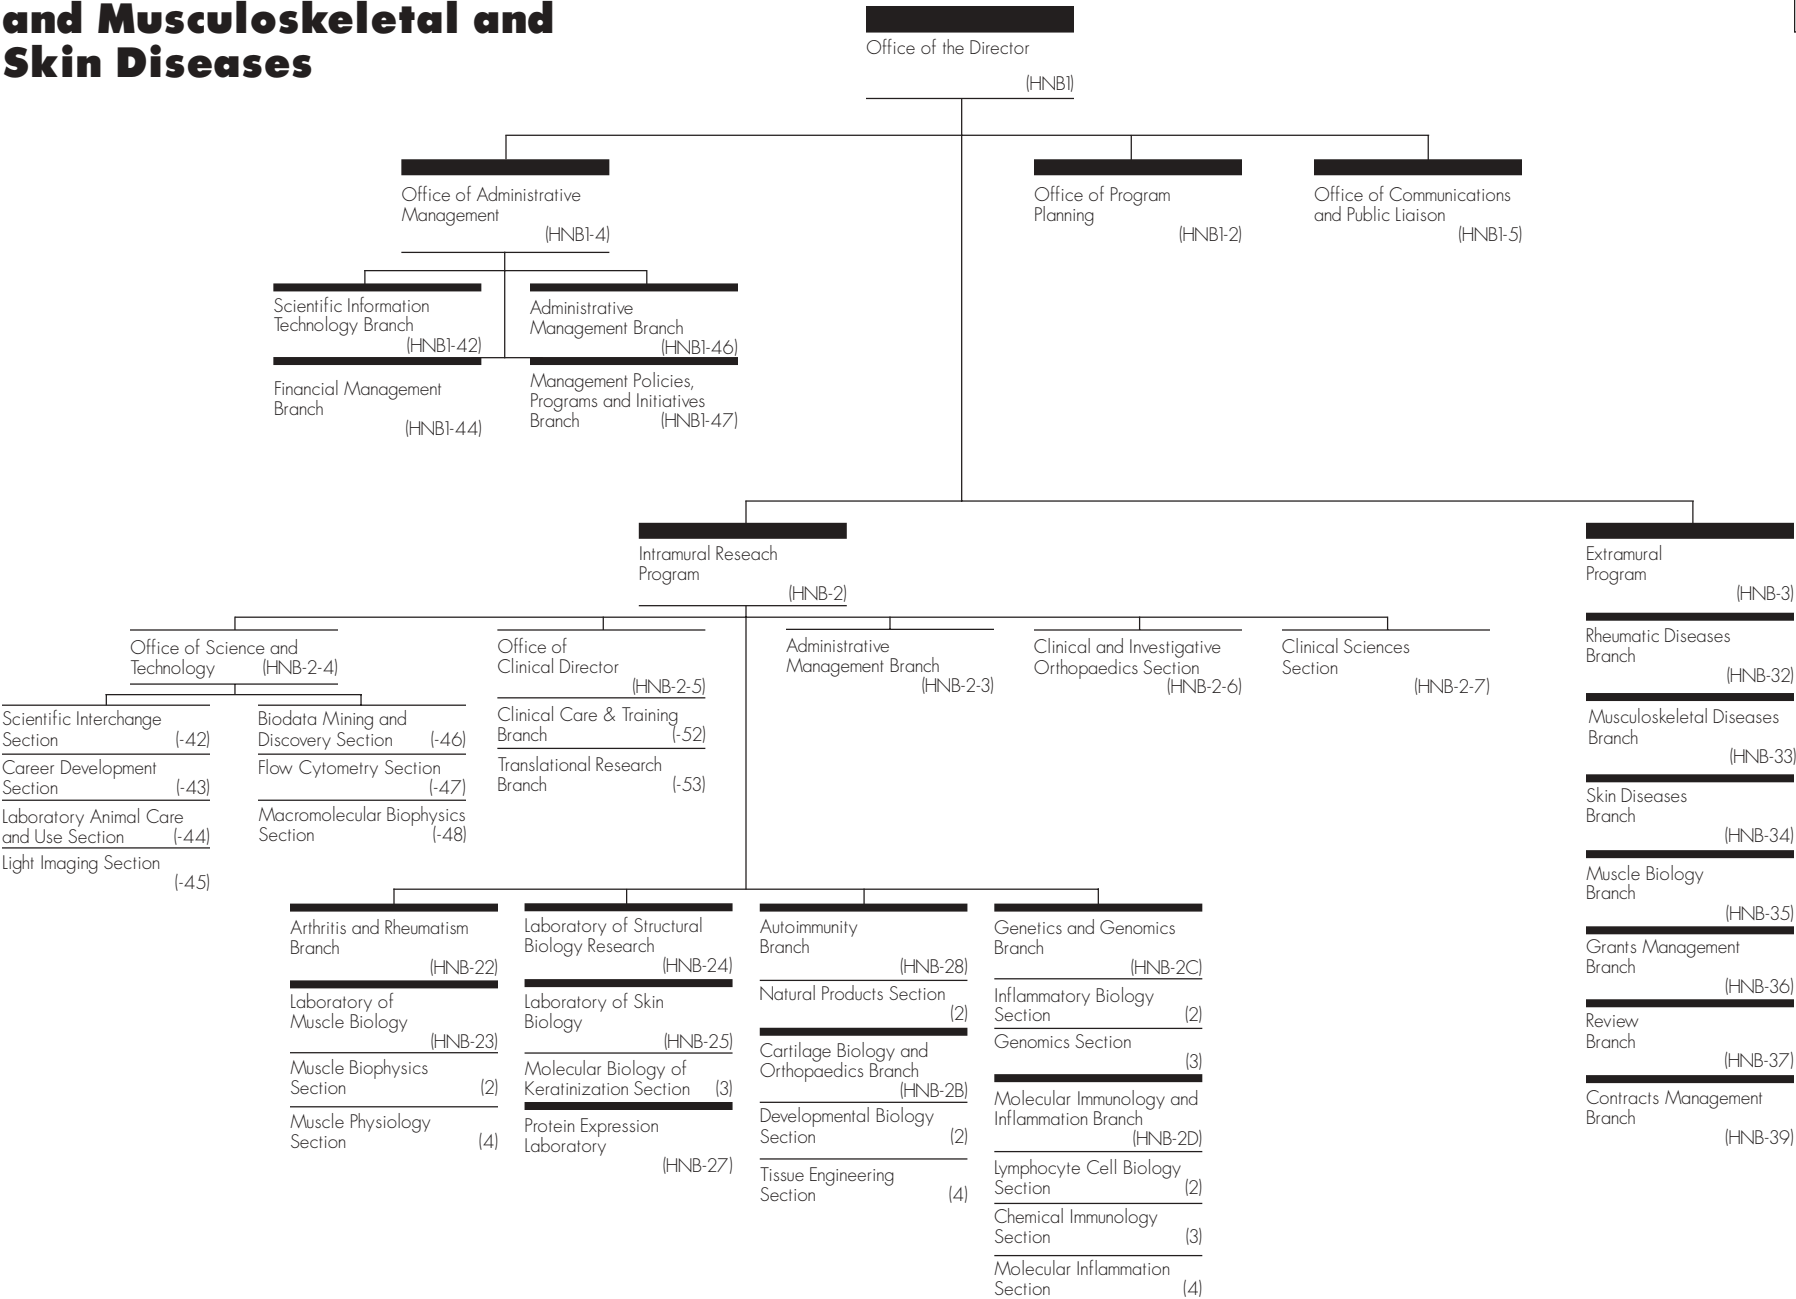 and Musculoskeletal and
Skin Diseases
Office of the Director
(HNB1)
Office of Administrative
Management
(HNB1-4)
Office of Program
Planning
(HNB1-2)
Office of Communications
and Public Liaison
(HNB1-5)
Scientific Information
Technology Branch
(HNB1-42)
Administrative
Management Branch
(HNB1-46)
Financial Management
Branch
(HNB1-44)
Management Policies,
Programs and Initiatives
Branch (HNB1-47)
Intramural Reseach
Program
(HNB-2)
Extramural
Program
(HNB-3)
Office of Science and
Technology (HNB-2-4)
Office of
Clinical Director
(HNB-2-5)
Administrative
Management Branch
(HNB-2-3)
Clinical and Investigative
Orthopaedics Section
(HNB-2-6)
Clinical Sciences
Section
(HNB-2-7)
Scientific Interchange
Section (-42)
Career Development
Section (-43)
Laboratory Animal Care
and Use Section (-44)
Light Imaging Section
(-45)
Biodata Mining and
Discovery Section (-46)
Flow Cytometry Section
(-47)
Macromolecular Biophysics
Section (-48)
Clinical Care & Training
Branch (-52)
Translational Research
Branch (-53)
Rheumatic Diseases
Branch
(HNB-32)
Musculoskeletal Diseases
Branch
(HNB-33)
Skin Diseases
Branch
(HNB-34)
Muscle Biology
Branch
(HNB-35)
Grants Management
Branch
(HNB-36)
Review
Branch
(HNB-37)
Contracts Management
Branch
(HNB-39)
Arthritis and Rheumatism
Branch
(HNB-22)
Laboratory of
Muscle Biology
(HNB-23)
Muscle Biophysics
Section (2)
Muscle Physiology
Section (4)
Laboratory of Structural
Biology Research
(HNB-24)
Laboratory of Skin
Biology
(HNB-25)
Molecular Biology of
Keratinization Section (3)
Protein Expression
Laboratory
(HNB-27)
Autoimmunity
Branch
(HNB-28)
Natural Products Section
(2)
Cartilage Biology and
Orthopaedics Branch
(HNB-2B)
Developmental Biology
Section (2)
Tissue Engineering
Section (4)
Genetics and Genomics
Branch
(HNB-2C)
Inflammatory Biology
Section (2)
Genomics Section
(3)
Molecular Immunology and
Inflammation Branch
(HNB-2D)
Lymphocyte Cell Biology
Section (2)
Chemical Immunology
Section (3)
Molecular Inflammation
Section (4)